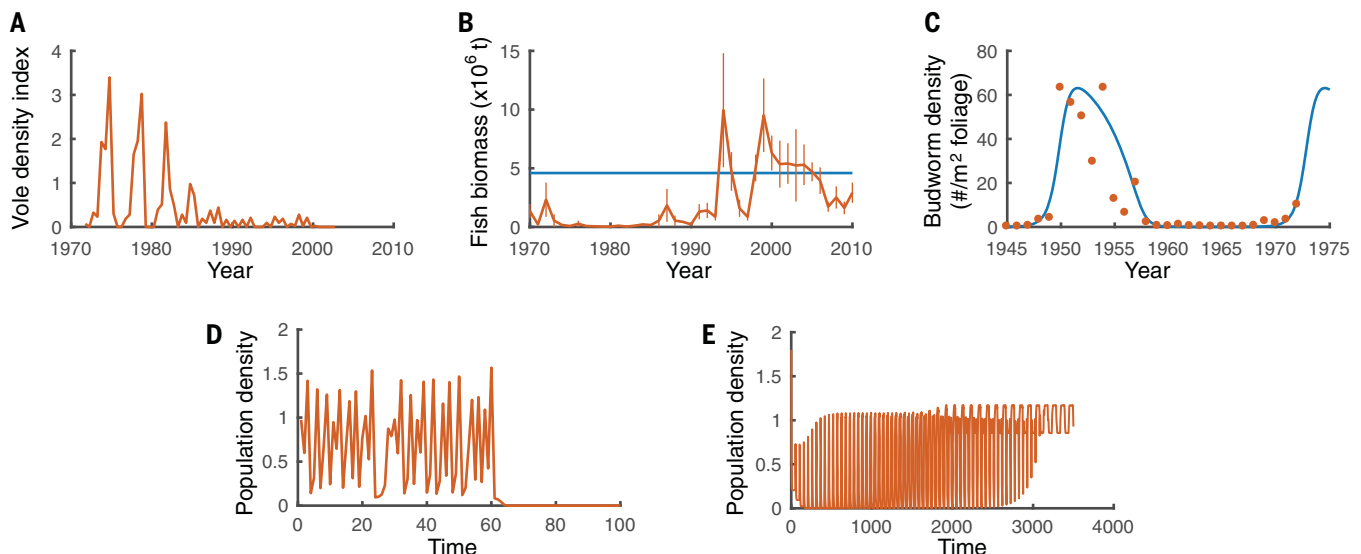 A
Vole density index
4
3
2
1
0
1970 1980 1990 2000 2010
Year
B
Fish biomass (x10⁶ t)
15
10
5
0
1970 1980 1990 2000 2010
Year
C
Budworm density
(#/m² foliage)
80
60
40
20
0
1945 1950 1955 1960 1965 1970 1975
Year
D
Population density
2
1.5
1
0.5
0
0 20 40 60 80 100
Time
E
Population density
2
1.5
1
0.5
0
0 1000 2000 3000 4000
Time